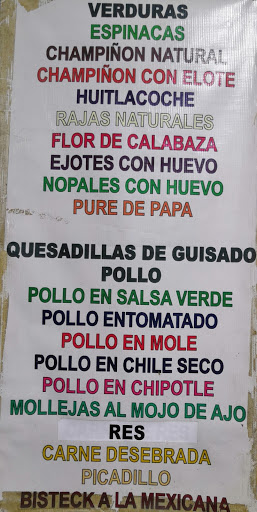 VERDURAS
ESPINACAS
CHAMPIÑON NATURAL
CHAMPIÑON CON ELOTE
HUITLACOCHE
RAJAS NATURALES
FLOR DE CALABAZA
EJOTES CON HUEVO
NOPALES CON HUEVO
PURE DE PAPA
QUESADILLAS DE GUISADO
POLLO
POLLO EN SALSA VERDE
POLLO ENTOMATADO
POLLO EN MOLE
POLLO EN CHILE SECO
POLLO EN CHIPOTLE
MOLLEJAS AL MOJO DE AJO
RES
CARNE DESEBRADA
PICADILLO
BISTECK A LA MEXICANA